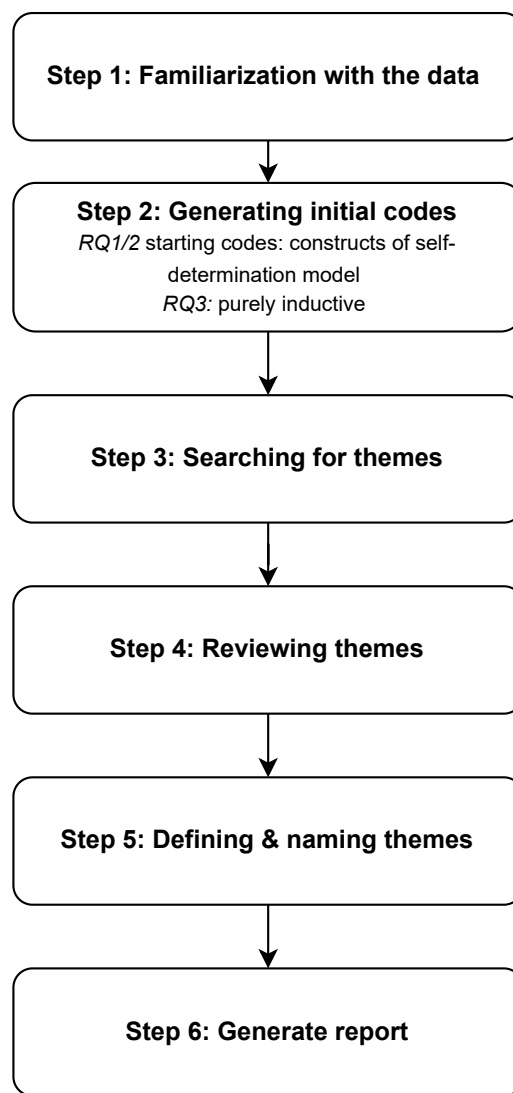 Step 1: Familiarization with the data
Step 2: Generating initial codes
RQ1/2 starting codes: constructs of self-
determination model
RQ3: purely inductive
Step 3: Searching for themes
Step 4: Reviewing themes
Step 5: Defining & naming themes
Step 6: Generate report